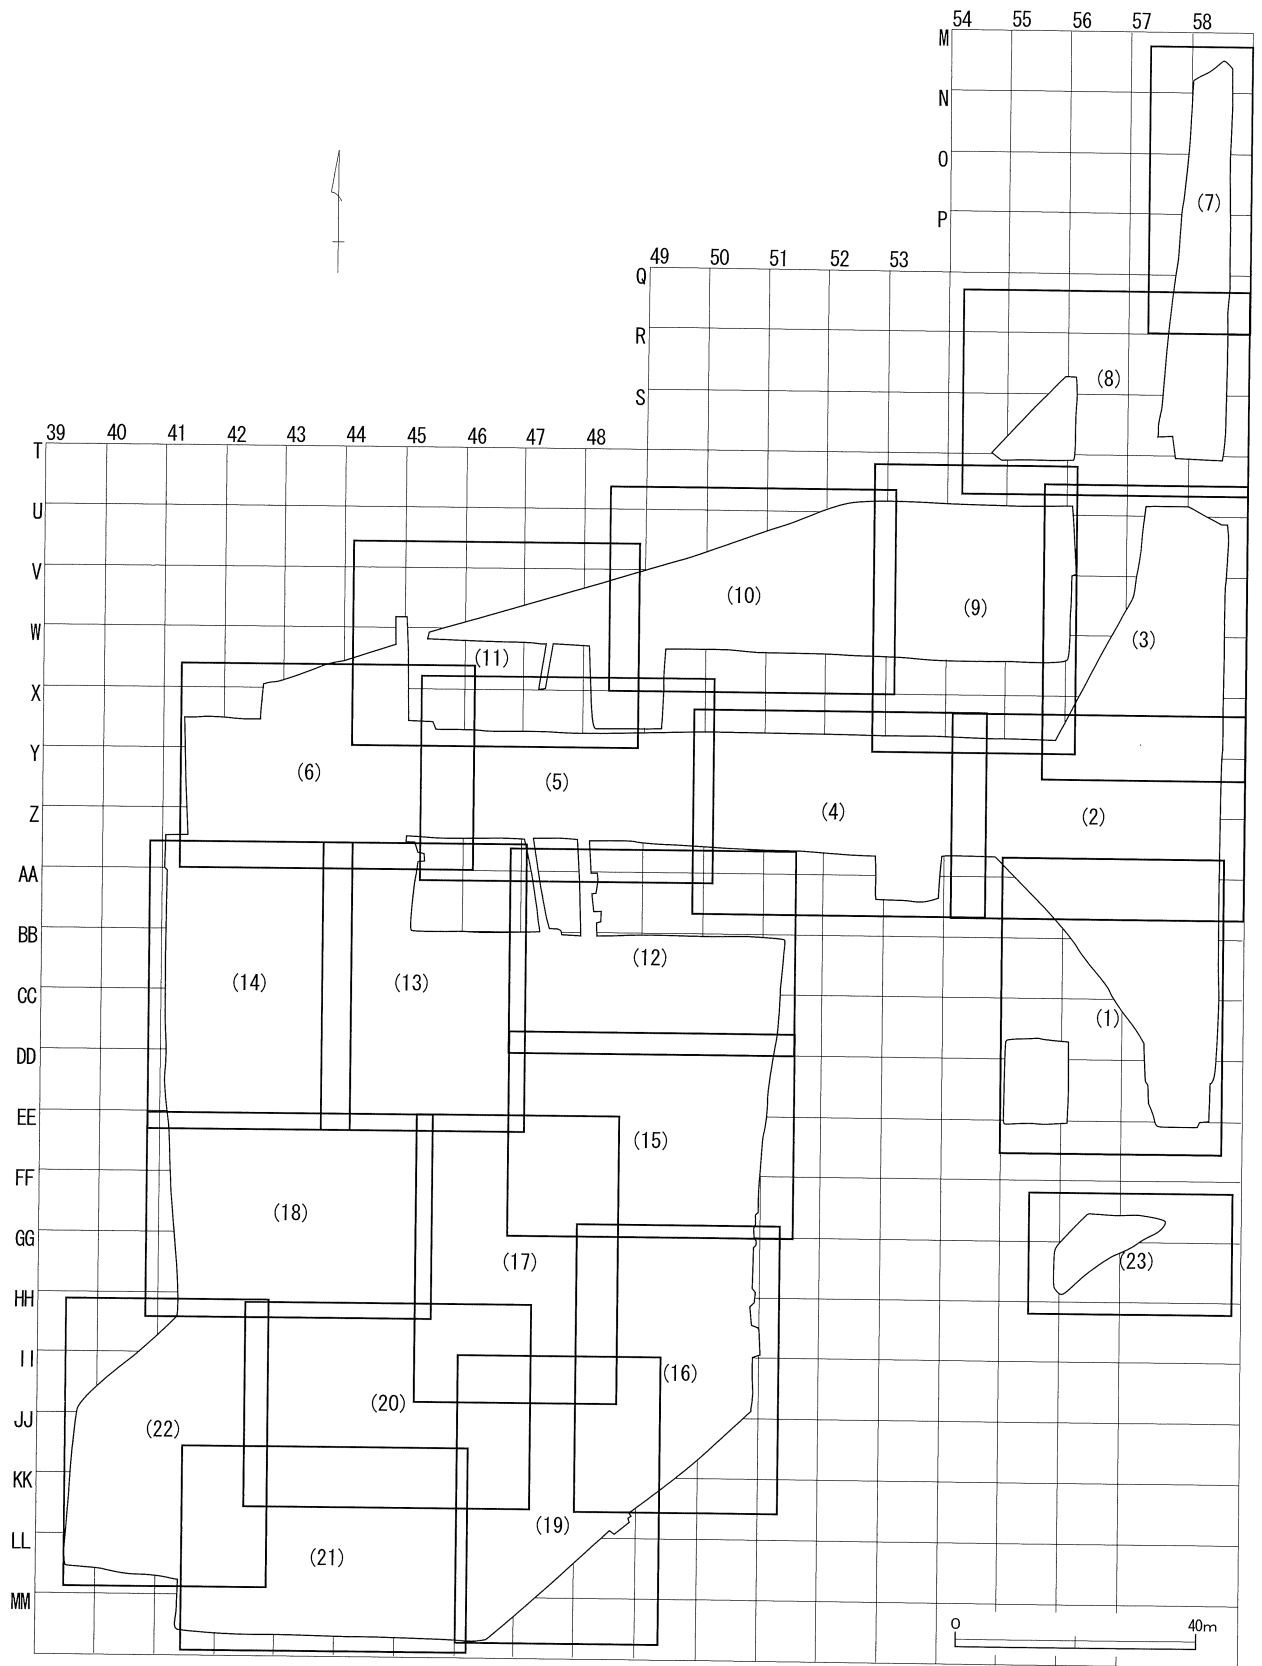 54 55 56 57 58
M
N
O
P
(7)
49 50 51 52 53
Q
R
S
(8)
39 40 41 42 43 44 45 46 47 48
T
U
V
W
X
Y
Z
AA
BB
CC
DD
EE
FF
GG
HH
II
JJ
KK
LL
MM
(10)
(9)
(3)
(11)
(6)
(5)
(4)
(2)
(12)
(14)
(13)
(1)
(15)
(18)
(17)
(23)
(16)
(20)
(22)
(19)
(21)
0 40m